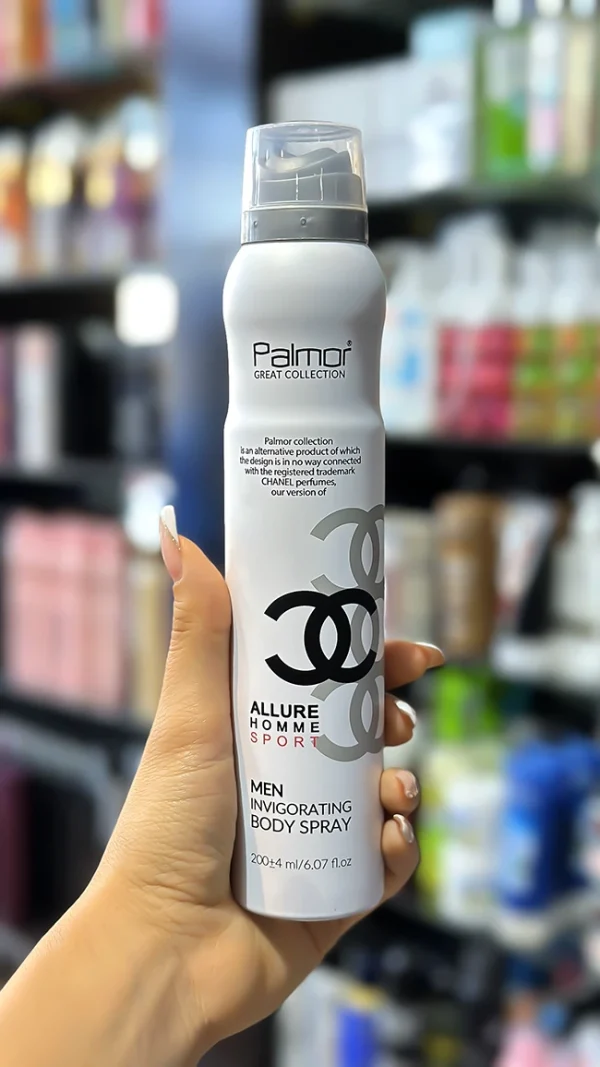 Palmor®
GREAT COLLECTION
Palmor collection
is an alternative product of which
the design is in no way connected
with the registered trademark
CHANEL perfumes,
our version of
ALLURE
HOMME
SPORT
MEN
INVIGORATING
BODY SPRAY
200±4 ml/6.07 fl.oz